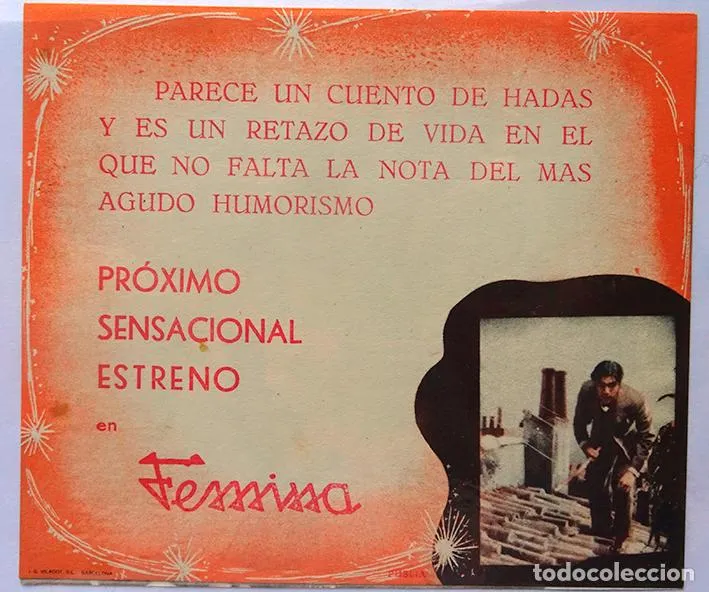 PARECE UN CUENTO DE HADAS
Y ES UN RETAZO DE VIDA EN EL
QUE NO FALTA LA NOTA DEL MAS
AGUDO HUMORISMO
PRÓXIMO
SENSACIONAL
ESTRENO
en
Femina
BARCELONA
todocoleccion